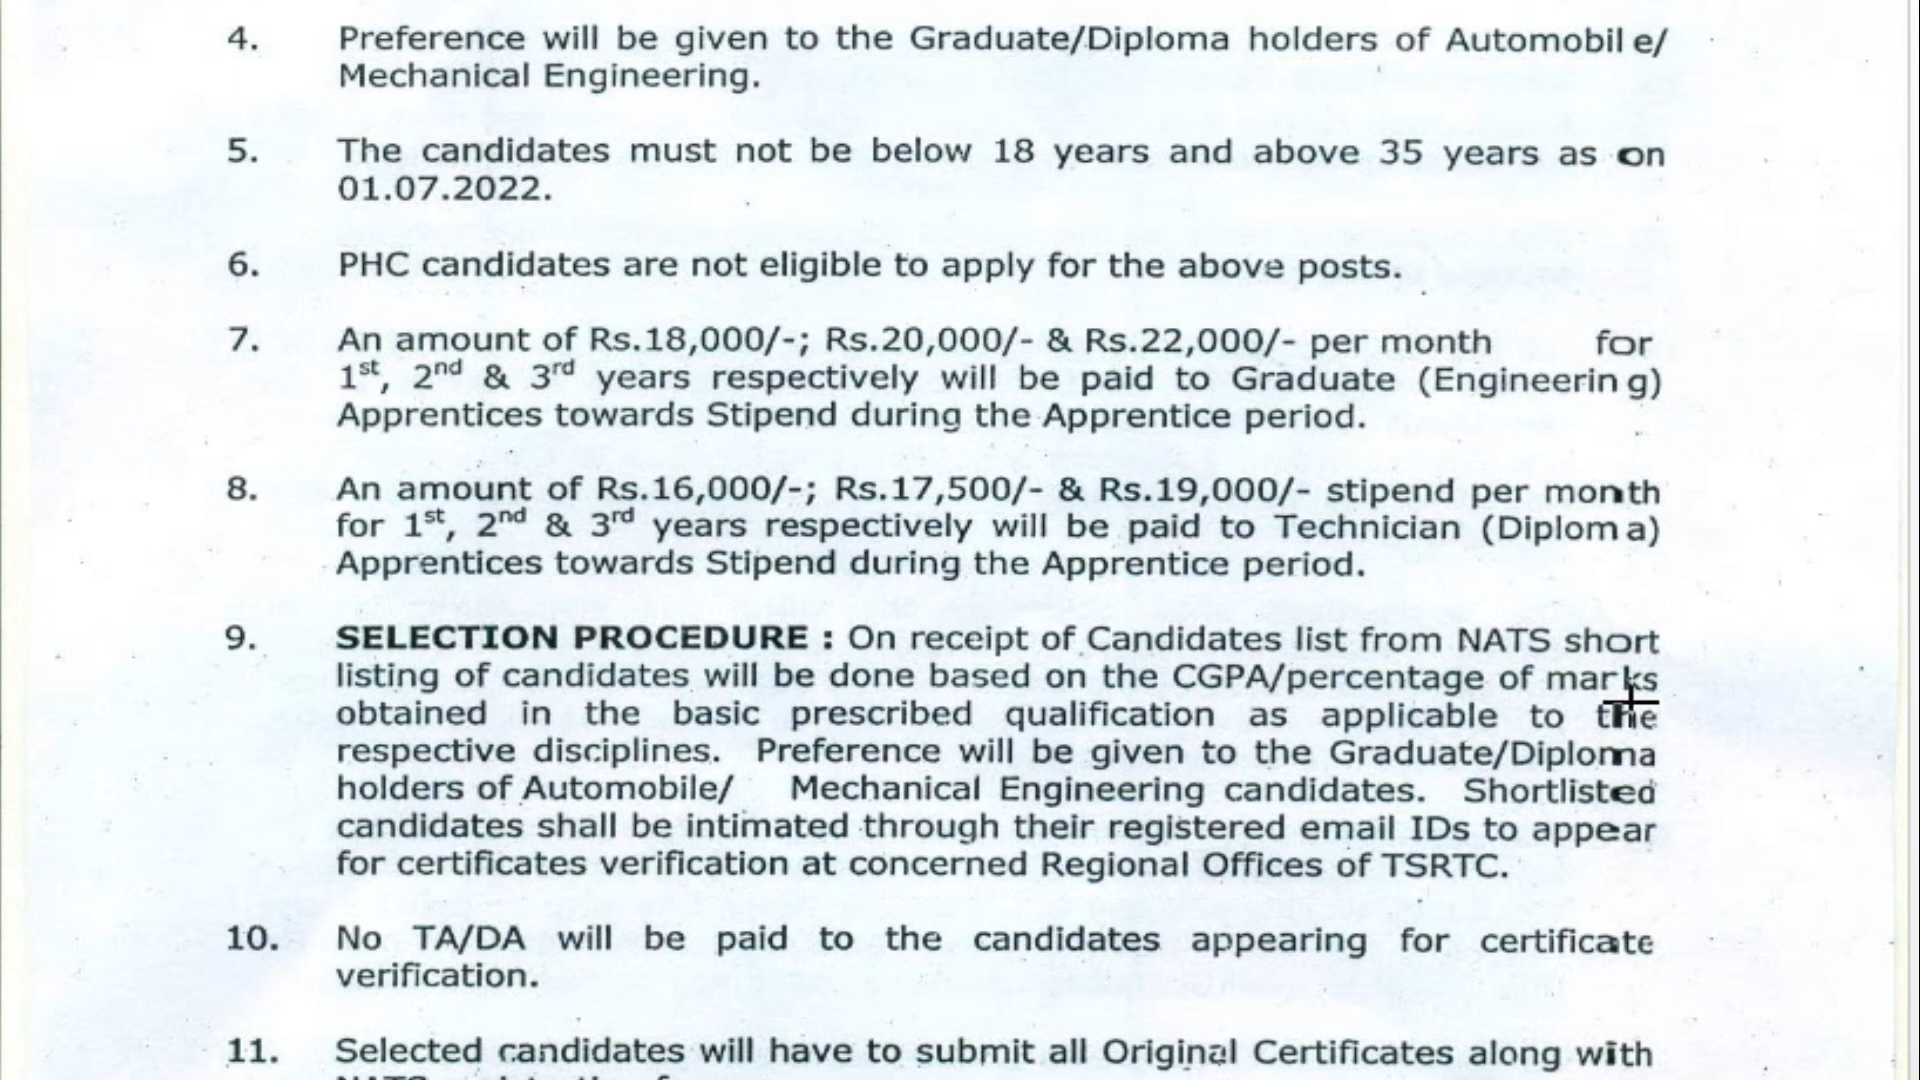 4. Preference will be given to the Graduate/Diploma holders of Automobile/
Mechanical Engineering.
5. The candidates must not be below 18 years and above 35 years as on
01.07.2022.
6. PHC candidates are not eligible to apply for the above posts.
7. An amount of Rs.18,000/-; Rs.20,000/- & Rs.22,000/- per month for
1st, 2nd & 3rd years respectively will be paid to Graduate (Engineering)
Apprentices towards Stipend during the Apprentice period.
8. An amount of Rs.16,000/-; Rs.17,500/- & Rs.19,000/- stipend per month
for 1st, 2nd & 3rd years respectively will be paid to Technician (Diploma)
Apprentices towards Stipend during the Apprentice period.
9. SELECTION PROCEDURE : On receipt of Candidates list from NATS short
listing of candidates will be done based on the CGPA/percentage of marks
obtained in the basic prescribed qualification as applicable to the
respective disciplines. Preference will be given to the Graduate/Diploma
holders of Automobile/ Mechanical Engineering candidates. Shortlisted
candidates shall be intimated through their registered email IDs to appear
for certificates verification at concerned Regional Offices of TSRTC.
10. No TA/DA will be paid to the candidates appearing for certificate
verification.
11. Selected candidates will have to submit all Original Certificates along with